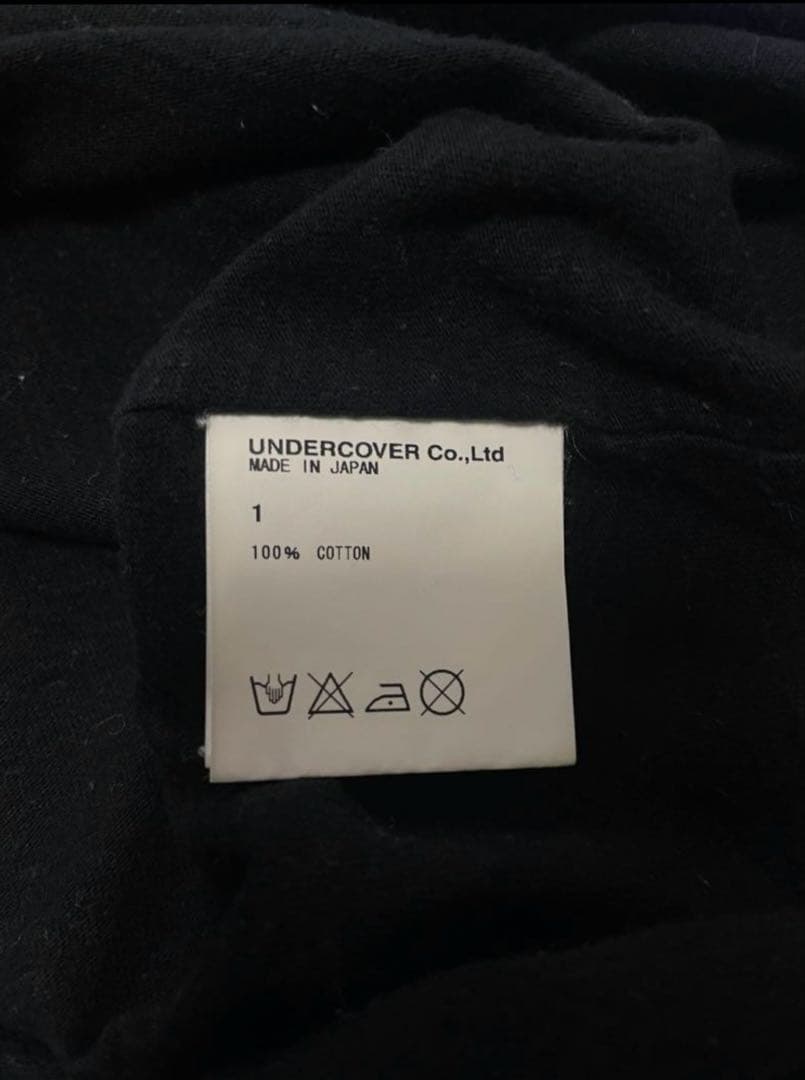 UNDERCOVER Co.,Ltd
MADE IN JAPAN
1
100% COTTON